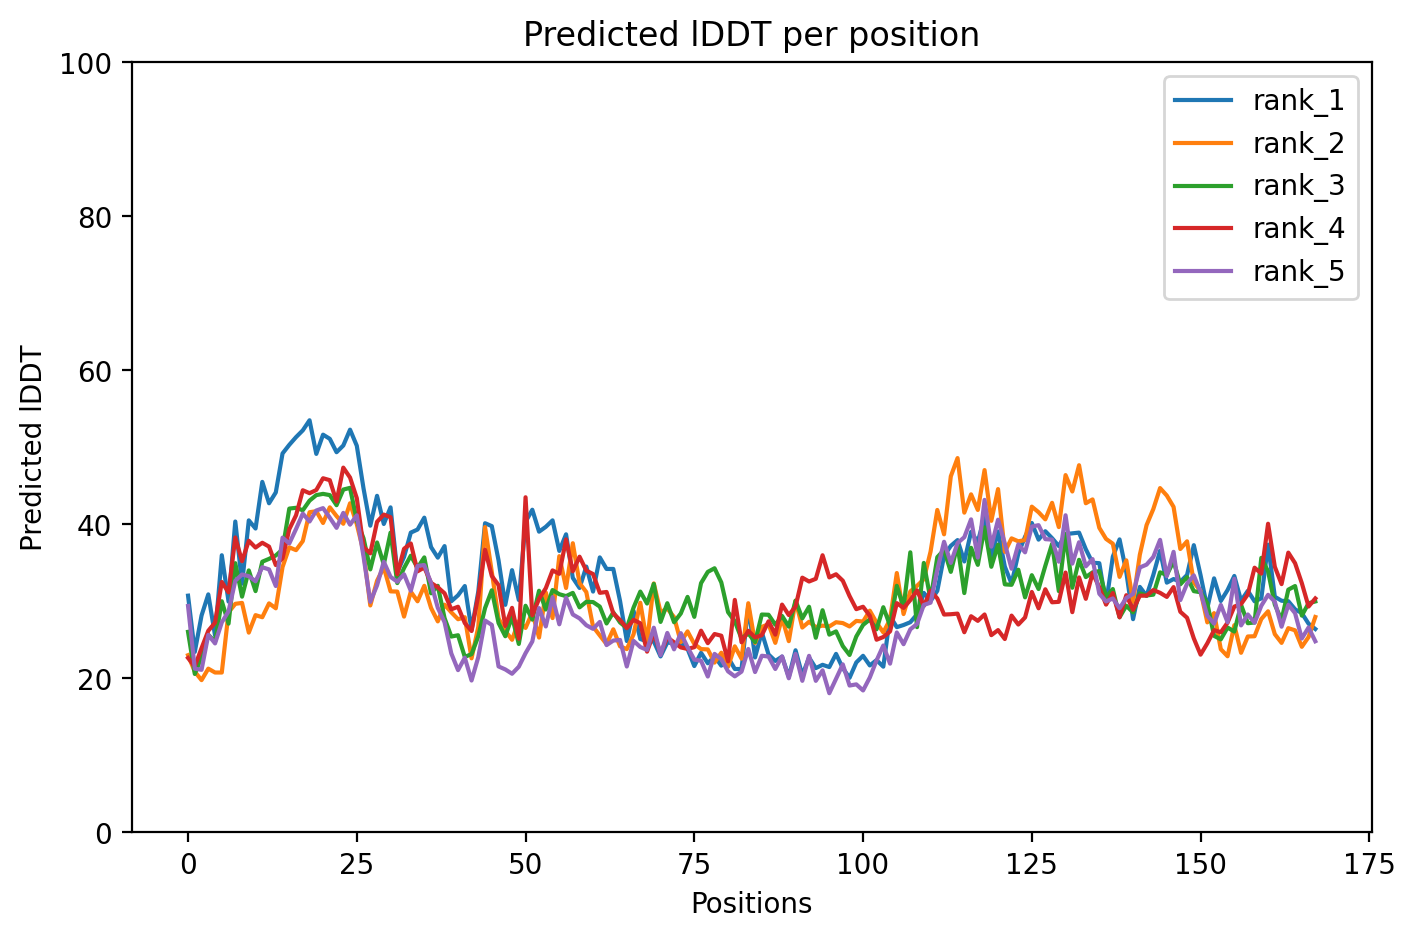 Predicted lDDT per position
100
80
60
40
20
0
Predicted lDDT
0 25 50 75 100 125 150 175
Positions
rank_1
rank_2
rank_3
rank_4
rank_5